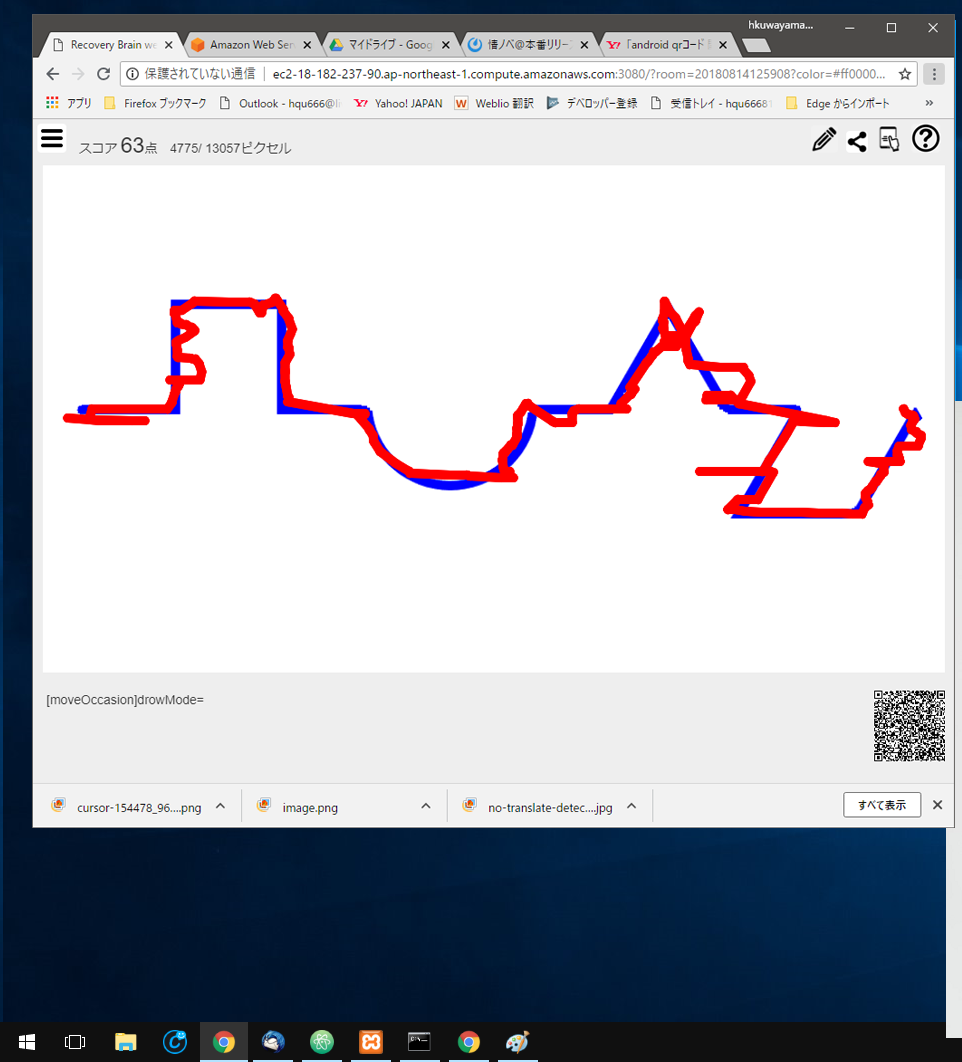 hkuwayama...
Recovery Brain we
Amazon Web Ser
マイドライブ - Goog
情ノベ@本番リリー
「android qrコード
保護されていない通信 | ec2-18-182-237-90.ap-northeast-1.compute.amazonaws.com:3080/?room=20180814125908?color=#ff0000...
アプリ Firefox ブックマーク Outlook - hqu666@li Yahoo! JAPAN Weblio 翻訳 デベロッパー登録 受信トレイ - hqu66681 Edge からインポート »
スコア 63点 4775/ 13057ピクセル
[moveOccasion]drowMode=
cursor-154478_96....png
image.png
no-translate-detec....jpg
すべて表示